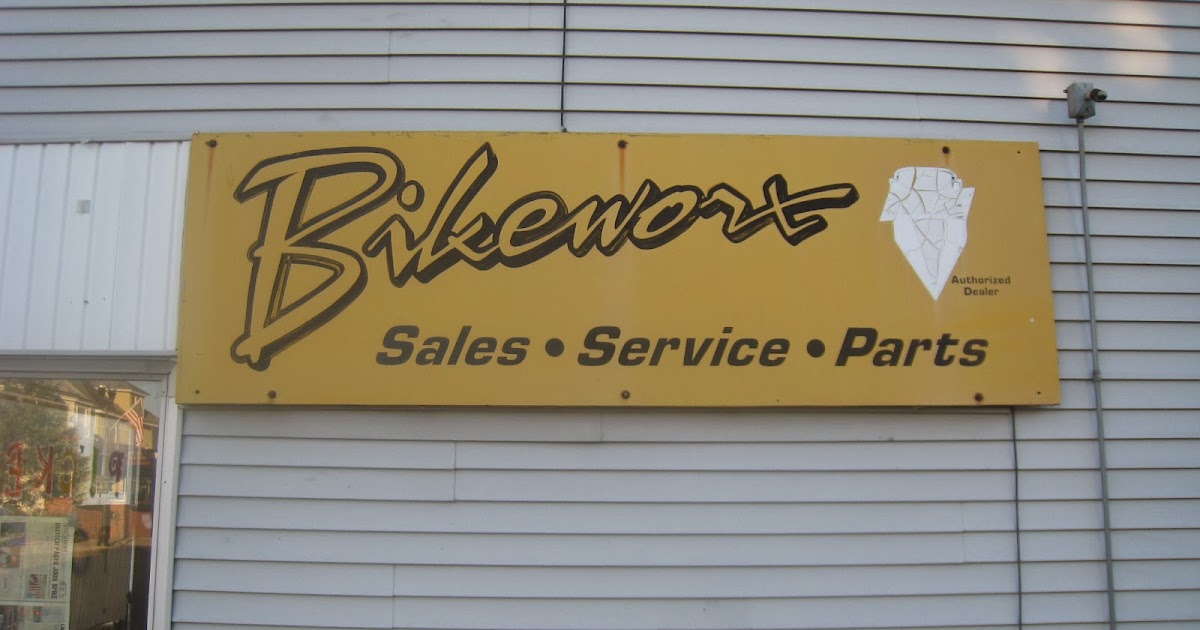 Bikeworx
Authorized
Dealer
Sales • Service • Parts